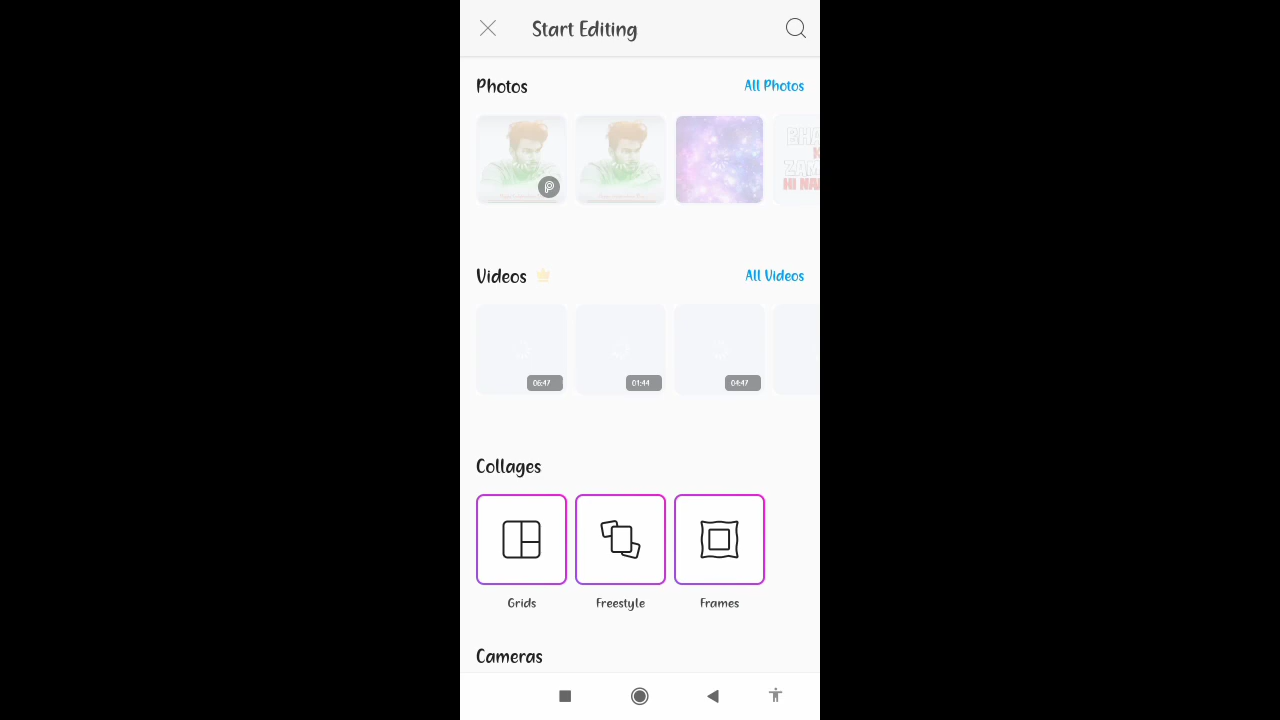 Start Editing
Photos
All Photos
Videos
All Videos
06:47
01:44
04:47
Collages
Grids
Freestyle
Frames
Cameras